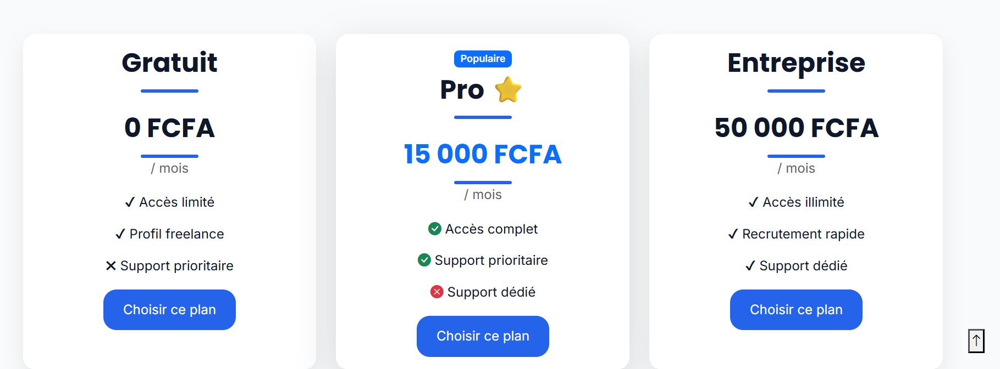 Gratuit
0 FCFA
/ mois
✓ Accès limité
✓ Profil freelance
✕ Support prioritaire
Choisir ce plan
Populaire
Pro ⭐
15 000 FCFA
/ mois
Accès complet
Support prioritaire
Support dédié
Choisir ce plan
Entreprise
50 000 FCFA
/ mois
✓ Accès illimité
✓ Recrutement rapide
✓ Support dédié
Choisir ce plan
↑